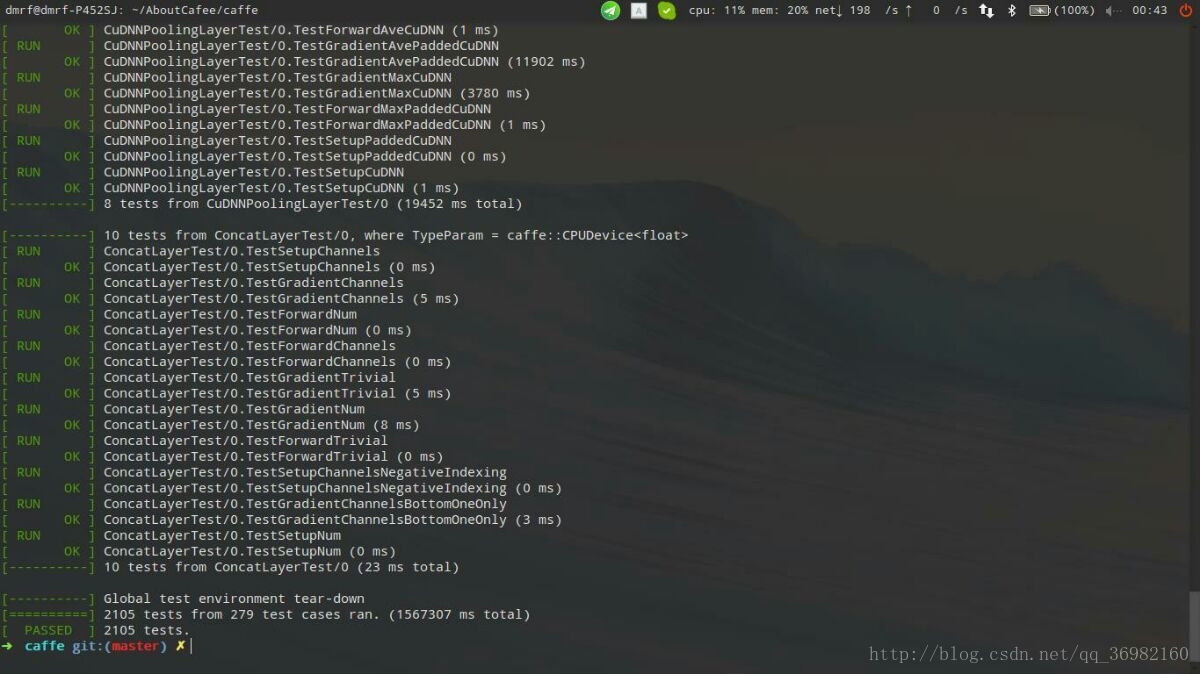 dmrf@dmrf-P452SJ: ~/AboutCafee/caffe
A cpu: 11% mem: 20% net↓ 198 /s ↑ 0 /s (100%) 00:43
[       OK ] CuDNNPoolingLayerTest/0.TestForwardAveCuDNN (1 ms)
[ RUN      ] CuDNNPoolingLayerTest/0.TestGradientAvePaddedCuDNN
[       OK ] CuDNNPoolingLayerTest/0.TestGradientAvePaddedCuDNN (11902 ms)
[ RUN      ] CuDNNPoolingLayerTest/0.TestGradientMaxCuDNN
[       OK ] CuDNNPoolingLayerTest/0.TestGradientMaxCuDNN (3780 ms)
[ RUN      ] CuDNNPoolingLayerTest/0.TestForwardMaxPaddedCuDNN
[       OK ] CuDNNPoolingLayerTest/0.TestForwardMaxPaddedCuDNN (1 ms)
[ RUN      ] CuDNNPoolingLayerTest/0.TestSetupPaddedCuDNN
[       OK ] CuDNNPoolingLayerTest/0.TestSetupPaddedCuDNN (0 ms)
[ RUN      ] CuDNNPoolingLayerTest/0.TestSetupCuDNN
[       OK ] CuDNNPoolingLayerTest/0.TestSetupCuDNN (1 ms)
[----------] 8 tests from CuDNNPoolingLayerTest/0 (19452 ms total)
[----------] 10 tests from ConcatLayerTest/0, where TypeParam = caffe::CPUDevice<float>
[ RUN      ] ConcatLayerTest/0.TestSetupChannels
[       OK ] ConcatLayerTest/0.TestSetupChannels (0 ms)
[ RUN      ] ConcatLayerTest/0.TestGradientChannels
[       OK ] ConcatLayerTest/0.TestGradientChannels (5 ms)
[ RUN      ] ConcatLayerTest/0.TestForwardNum
[       OK ] ConcatLayerTest/0.TestForwardNum (0 ms)
[ RUN      ] ConcatLayerTest/0.TestForwardChannels
[       OK ] ConcatLayerTest/0.TestForwardChannels (0 ms)
[ RUN      ] ConcatLayerTest/0.TestGradientTrivial
[       OK ] ConcatLayerTest/0.TestGradientTrivial (5 ms)
[ RUN      ] ConcatLayerTest/0.TestGradientNum
[       OK ] ConcatLayerTest/0.TestGradientNum (8 ms)
[ RUN      ] ConcatLayerTest/0.TestForwardTrivial
[       OK ] ConcatLayerTest/0.TestForwardTrivial (0 ms)
[ RUN      ] ConcatLayerTest/0.TestSetupChannelsNegativeIndexing
[       OK ] ConcatLayerTest/0.TestSetupChannelsNegativeIndexing (0 ms)
[ RUN      ] ConcatLayerTest/0.TestGradientChannelsBottomOneOnly
[       OK ] ConcatLayerTest/0.TestGradientChannelsBottomOneOnly (3 ms)
[ RUN      ] ConcatLayerTest/0.TestSetupNum
[       OK ] ConcatLayerTest/0.TestSetupNum (0 ms)
[----------] 10 tests from ConcatLayerTest/0 (23 ms total)
[----------] Global test environment tear-down
[==========] 2105 tests from 279 test cases ran. (1567307 ms total)
[  PASSED  ] 2105 tests.
→ caffe git:(master) ✗
http://blog.csdn.net/qq_36982160